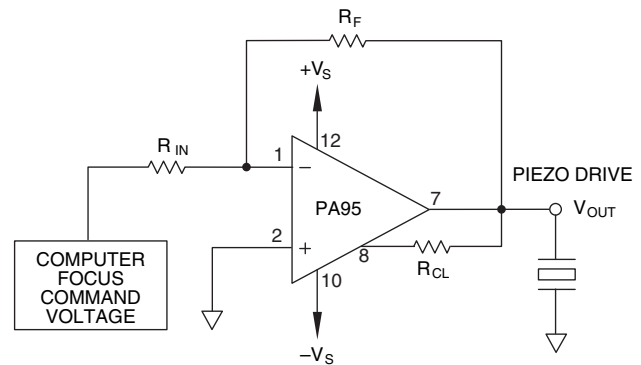 R_F
+V_S
R_IN
12
1
−
PIEZO DRIVE
PA95
7
V_OUT
2
+
8
R_CL
COMPUTER
FOCUS
COMMAND
VOLTAGE
10
−V_S